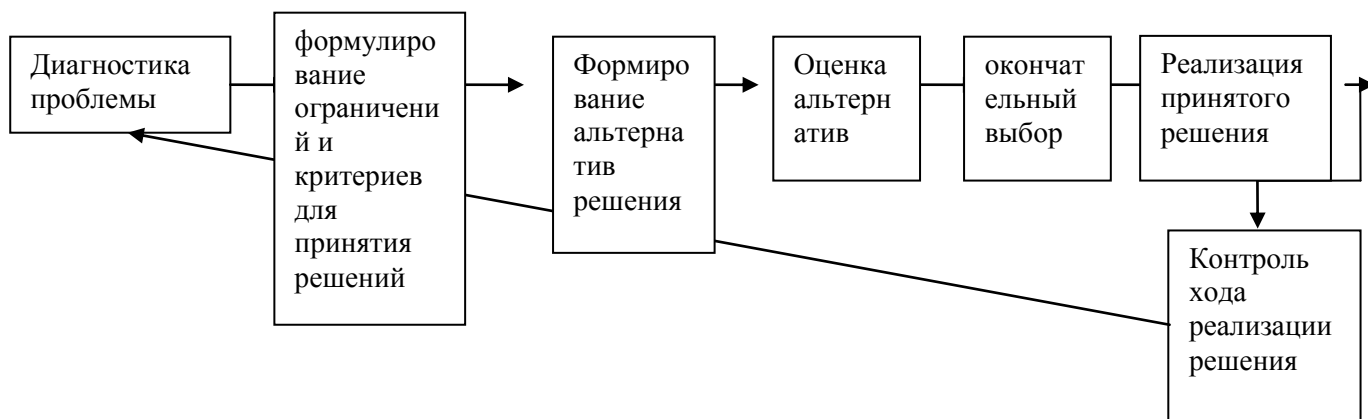 Диагностика
проблемы
формулиро
вание
ограничени
й и
критериев
для
принятия
решений
Формиро
вание
альтерна
тив
решения
Оценка
альтерн
атив
окончат
ельный
выбор
Реализация
принятого
решения
Контроль
хода
реализации
решения